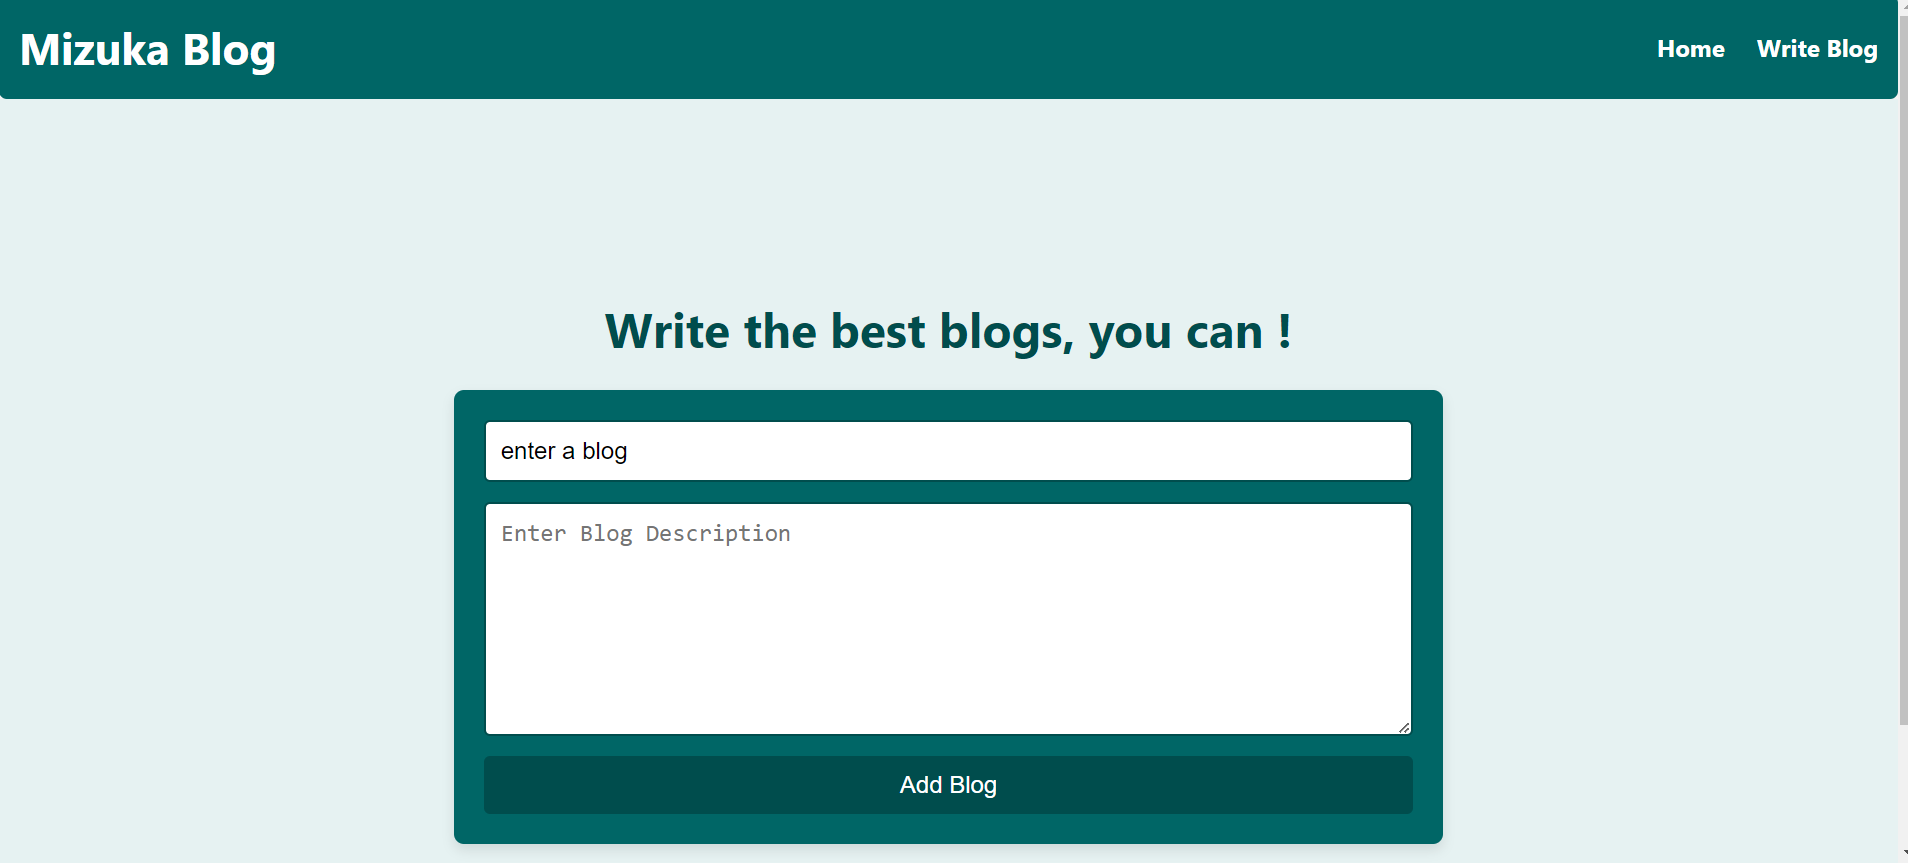 Mizuka Blog
Home Write Blog
Write the best blogs, you can !
enter a blog
Enter Blog Description
Add Blog